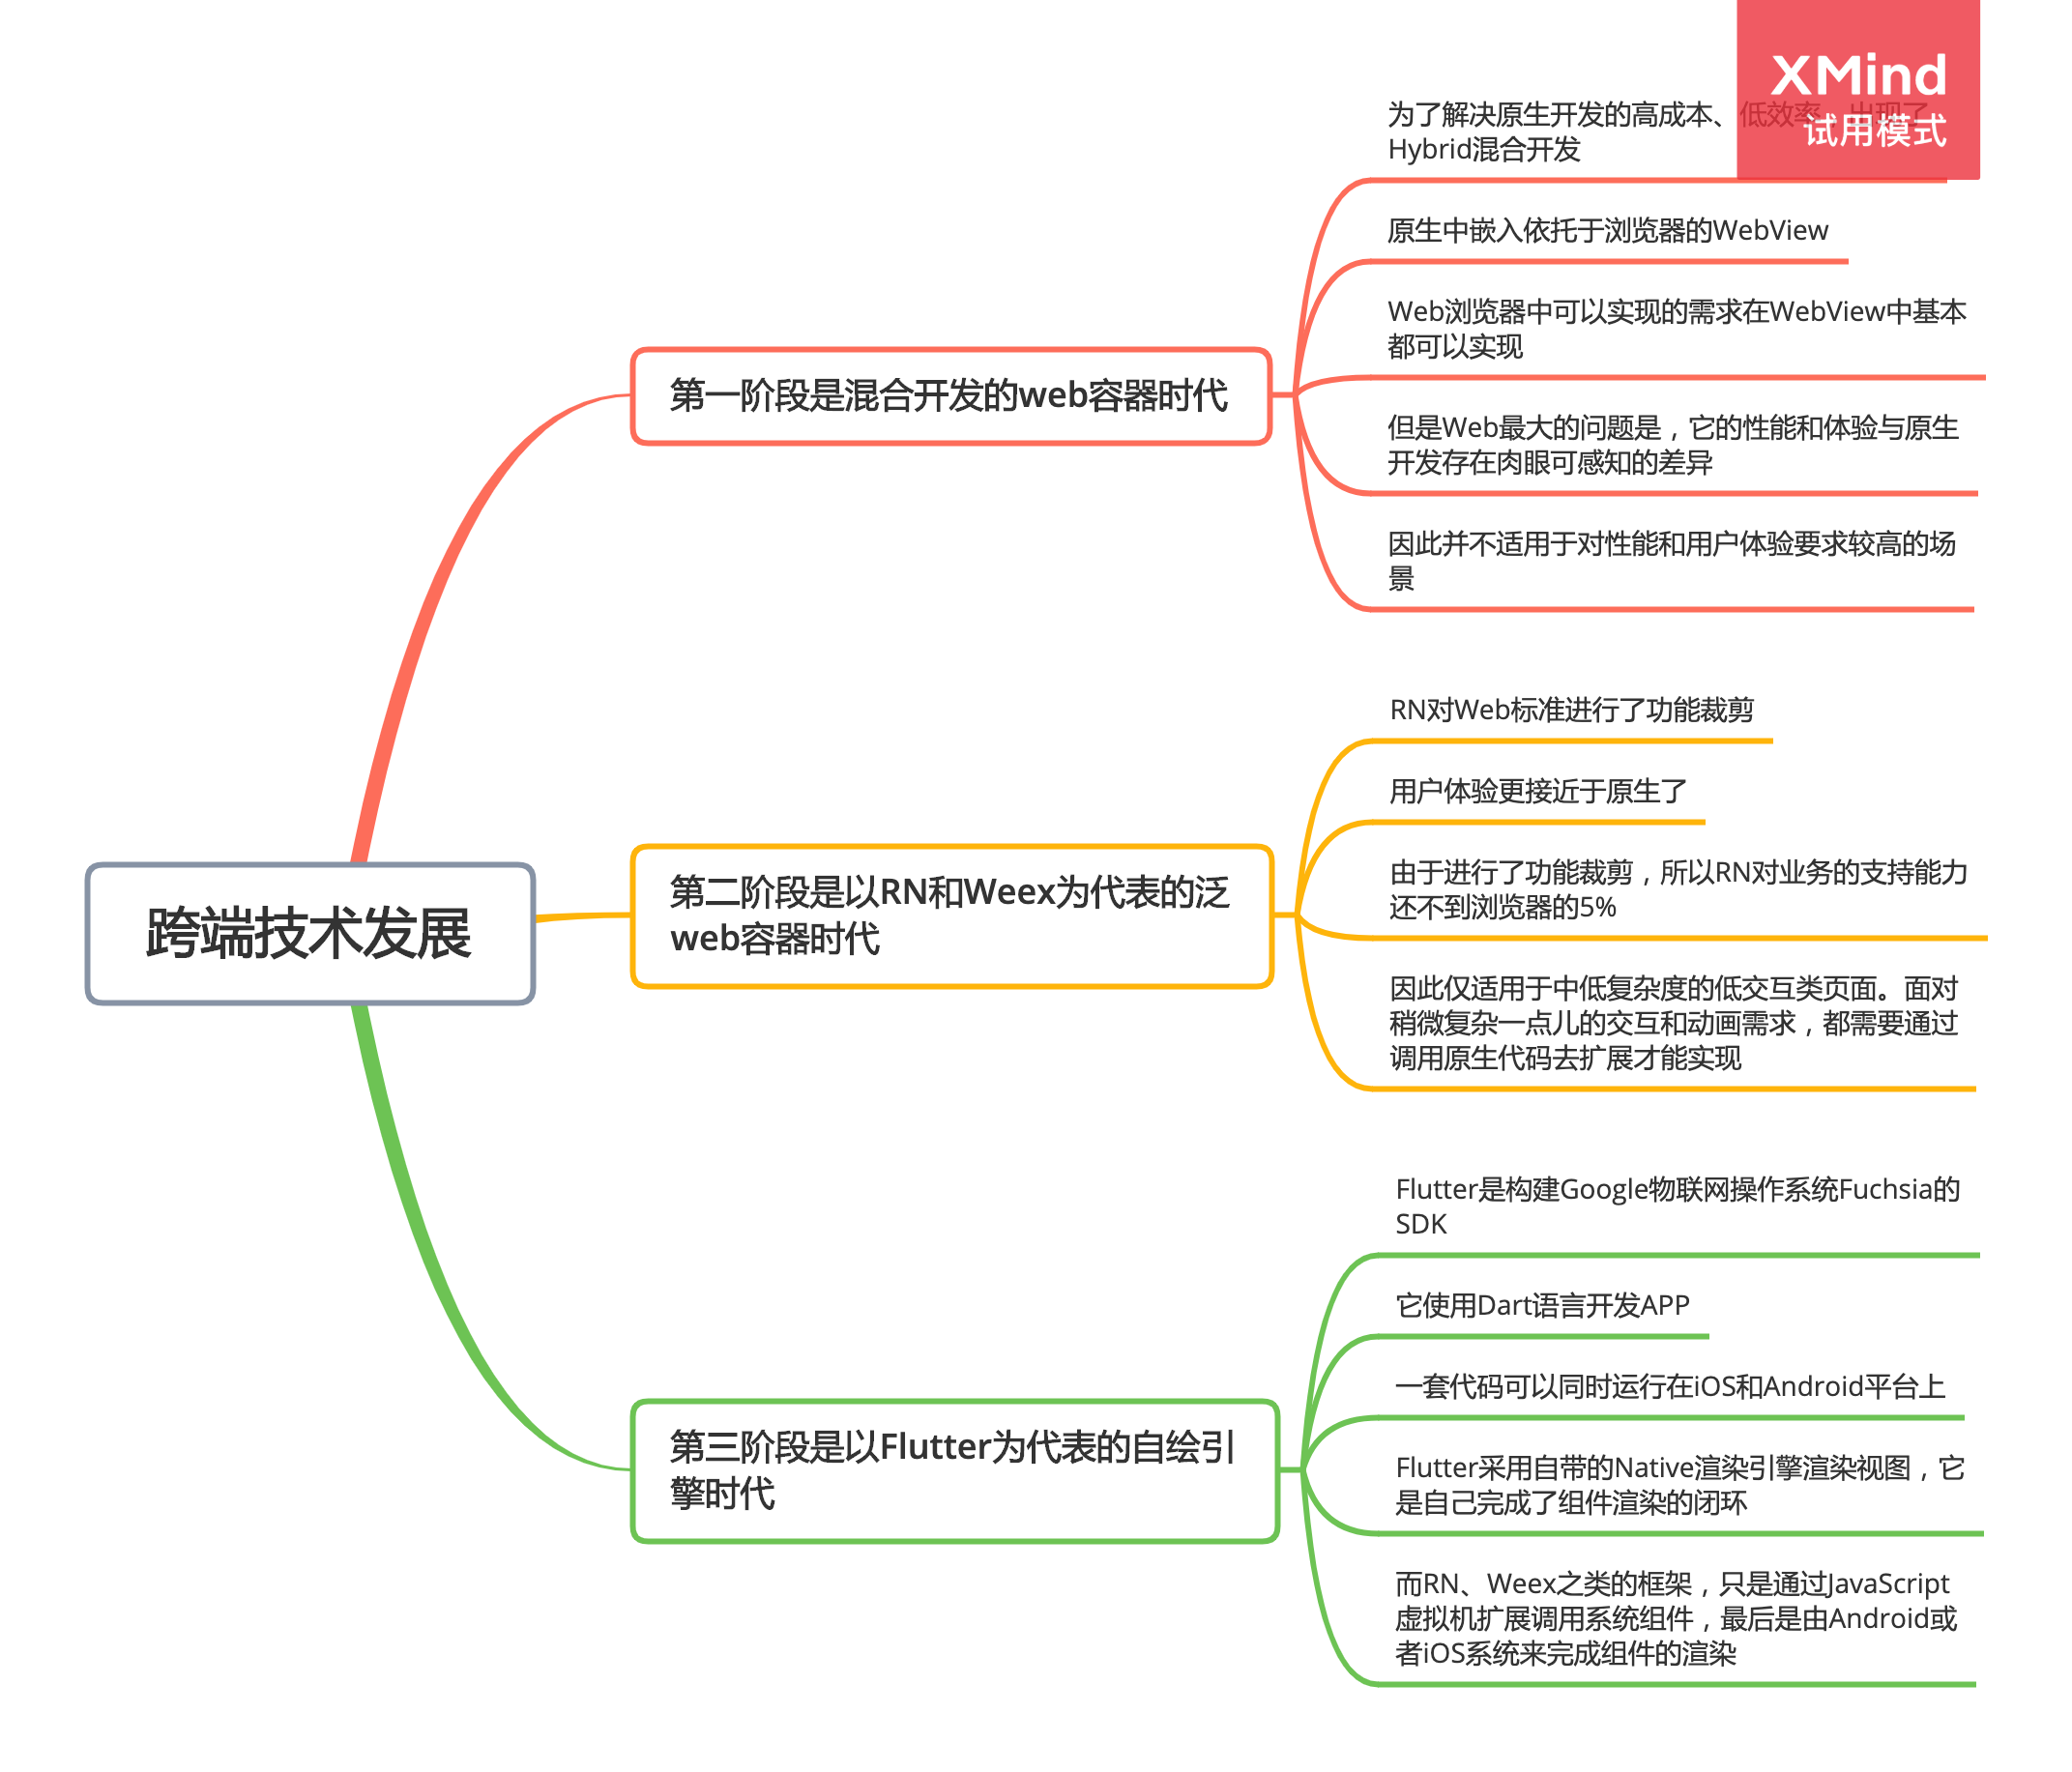 XMind
试用模式
为了解决原生开发的高成本、低效率，出现了
Hybrid混合开发
原生中嵌入依托于浏览器的WebView
Web浏览器中可以实现的需求在WebView中基本
都可以实现
第一阶段是混合开发的web容器时代
但是Web最大的问题是，它的性能和体验与原生
开发存在肉眼可感知的差异
因此并不适用于对性能和用户体验要求较高的场
景
RN对Web标准进行了功能裁剪
用户体验更接近于原生了
第二阶段是以RN和Weex为代表的泛
web容器时代
由于进行了功能裁剪，所以RN对业务的支持能力
还不到浏览器的5%
跨端技术发展
因此仅适用于中低复杂度的低交互类页面。面对
稍微复杂一点儿的交互和动画需求，都需要通过
调用原生代码去扩展才能实现
Flutter是构建Google物联网操作系统Fuchsia的
SDK
它使用Dart语言开发APP
一套代码可以同时运行在iOS和Android平台上
第三阶段是以Flutter为代表的自绘引
擎时代
Flutter采用自带的Native渲染引擎渲染视图，它
是自己完成了组件渲染的闭环
而RN、Weex之类的框架，只是通过JavaScript
虚拟机扩展调用系统组件，最后是由Android或
者iOS系统来完成组件的渲染